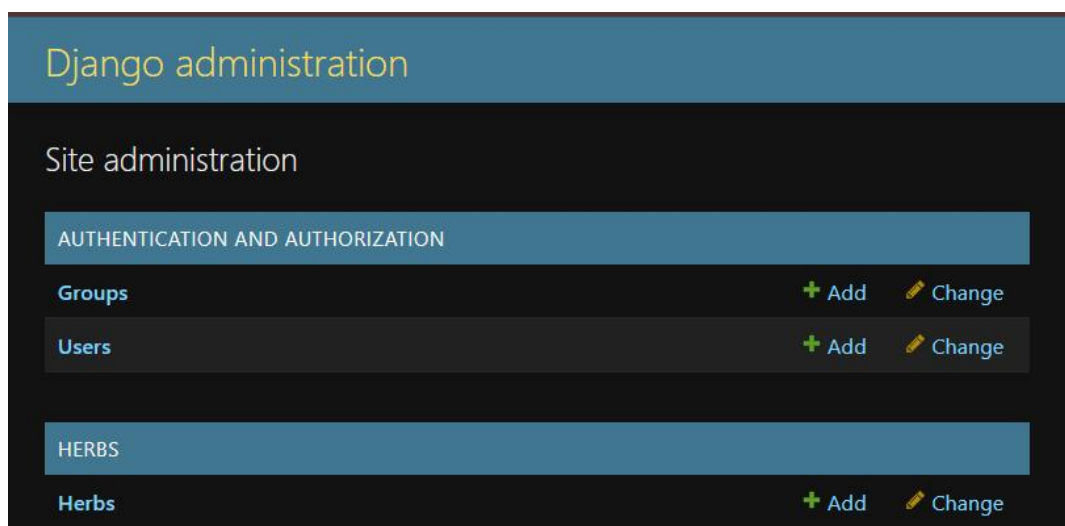 Django administration
Site administration
AUTHENTICATION AND AUTHORIZATION
Groups Add Change
Users Add Change
HERBS
Herbs Add Change